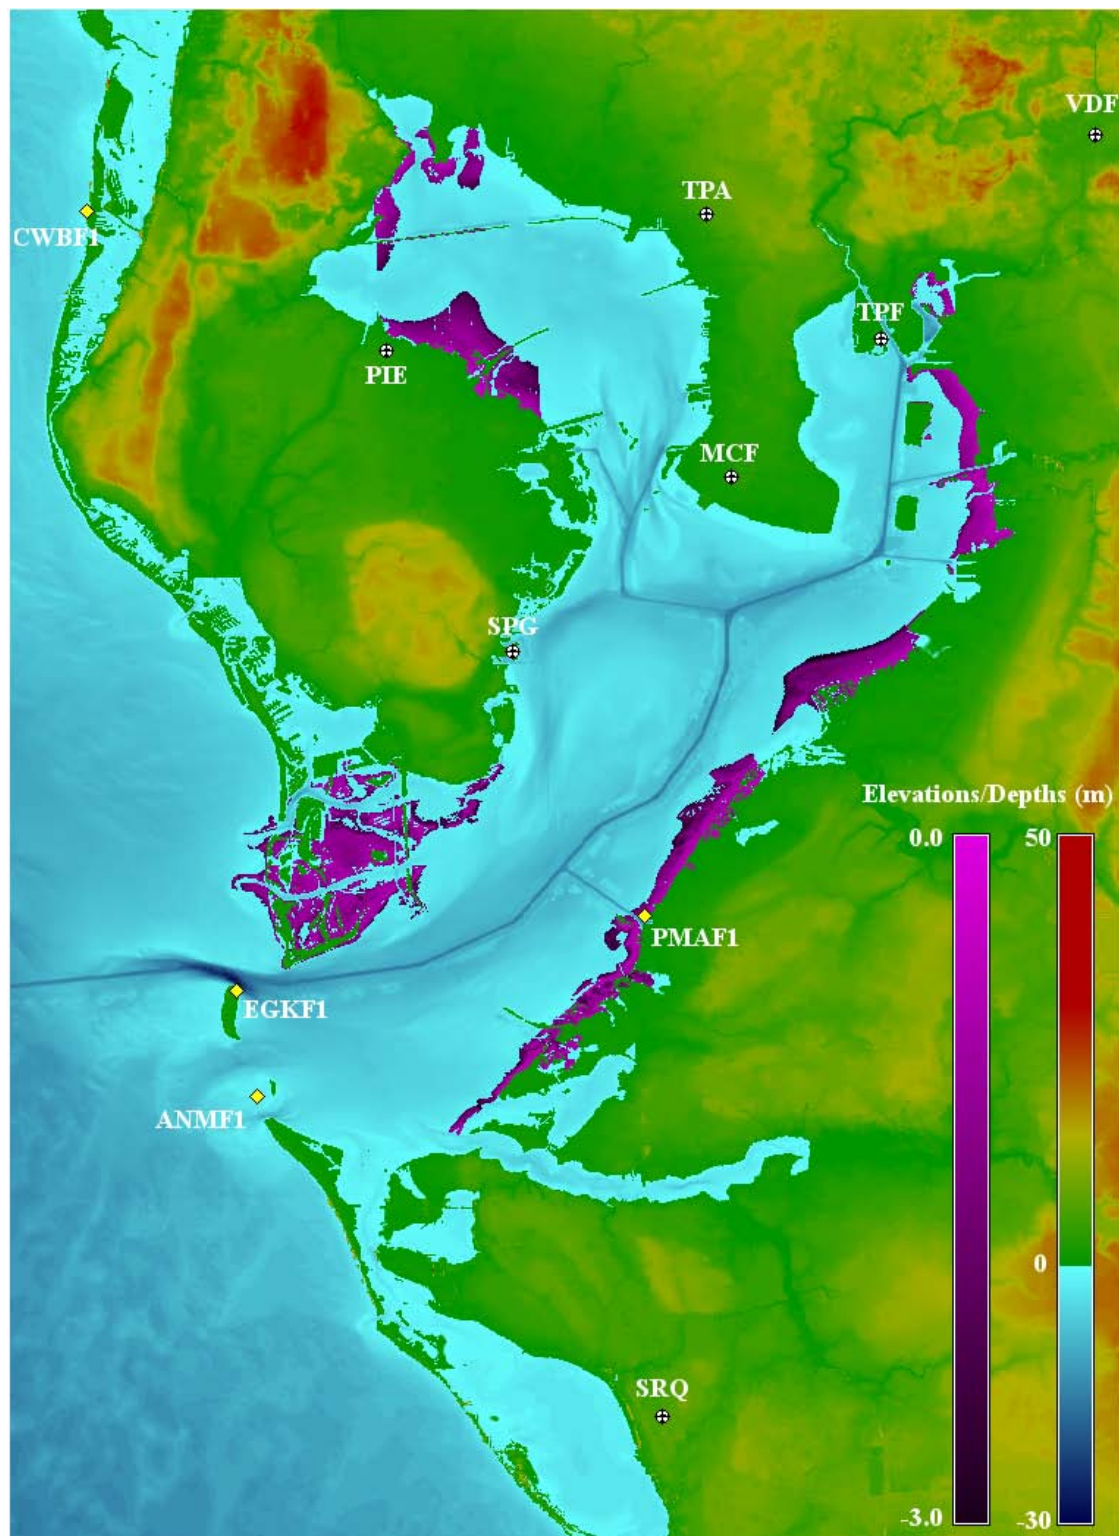 VDF
TPA
CWBF1
TPF
PIE
MCF
SPG
Elevations/Depths (m)
0.0 50
PMAF1
EGKF1
ANMF1
0
SRQ
-3.0 -30